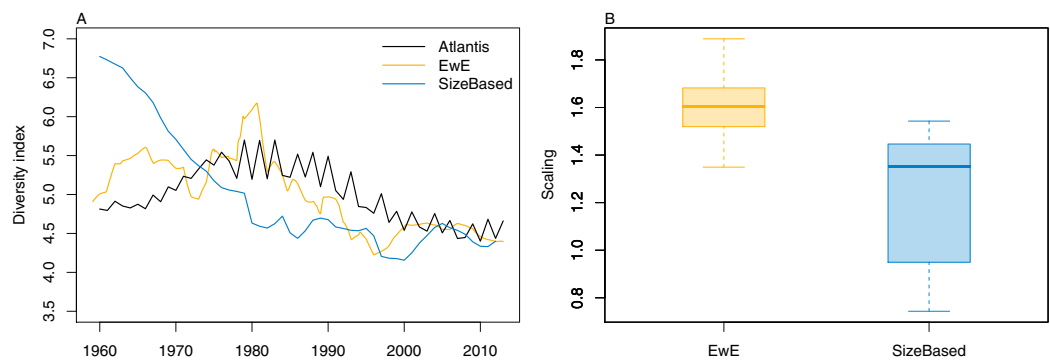 A
Diversity index
7.0
6.5
6.0
5.5
5.0
4.5
4.0
3.5
1960 1970 1980 1990 2000 2010
Atlantis
EwE
SizeBased
B
Scaling
1.8
1.6
1.4
1.2
1.0
0.8
EwE SizeBased